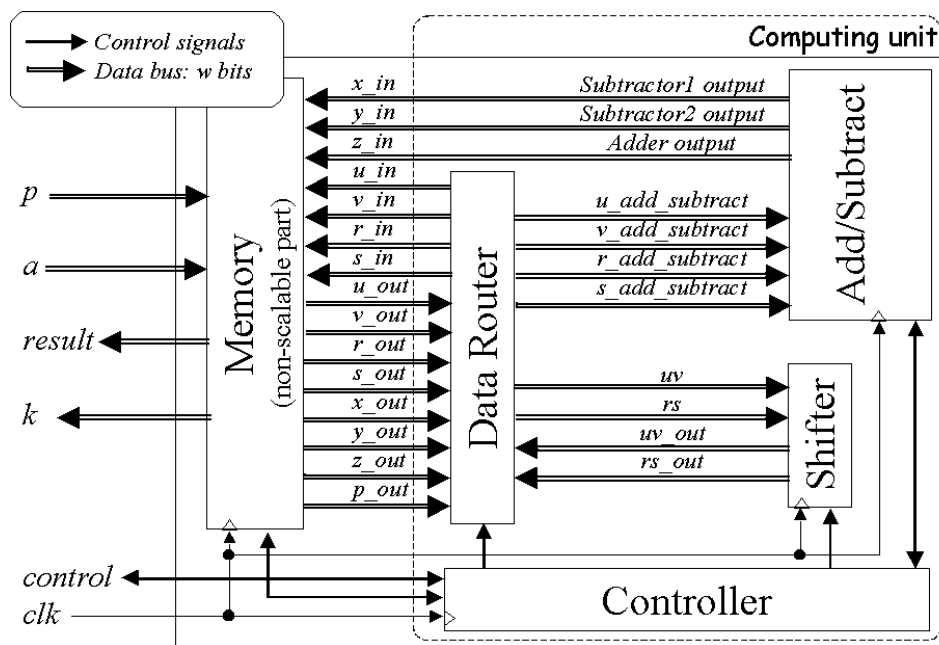 Control signals
Data bus: w bits
Computing unit
x_in
Subtractor1 output
y_in
Subtractor2 output
z_in
Adder output
u_in
v_in
r_in
s_in
u_out
v_out
r_out
s_out
x_out
y_out
z_out
p_out
u_add_subtract
v_add_subtract
r_add_subtract
s_add_subtract
uv
rs
uv_out
rs_out
p
a
result
k
control
clk
Memory
(non-scalable part)
Data Router
Add/Subtract
Shifter
Controller